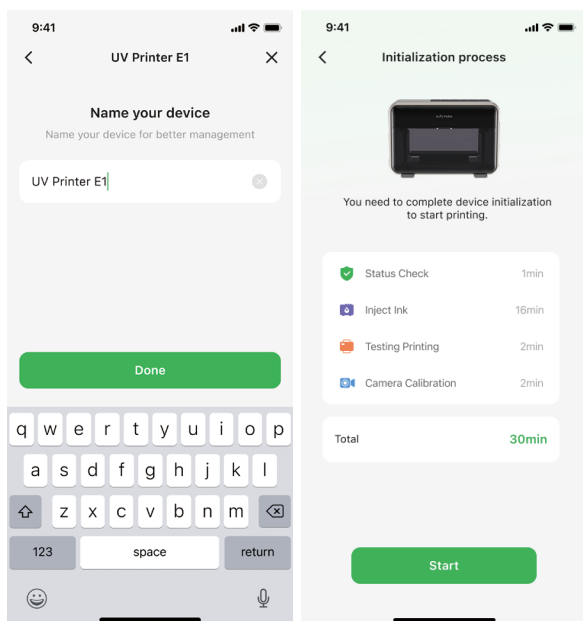 9:41
UV Printer E1
Name your device
Name your device for better management
UV Printer E1
Done
q w e r t y u i o p
a s d f g h j k l
z x c v b n m
123 space return
9:41
Initialization process
You need to complete device initialization
to start printing.
Status Check 1min
Inject Ink 16min
Testing Printing 2min
Camera Calibration 2min
Total 30min
Start